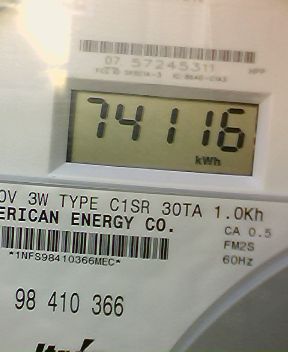 07 57245311
74116
kWh
0V 3W TYPE C1SR 30TA 1.0Kh
ERICAN ENERGY CO.
CA 0.5
FM2S
*1NFS98410366MEC*
60Hz
98 410 366